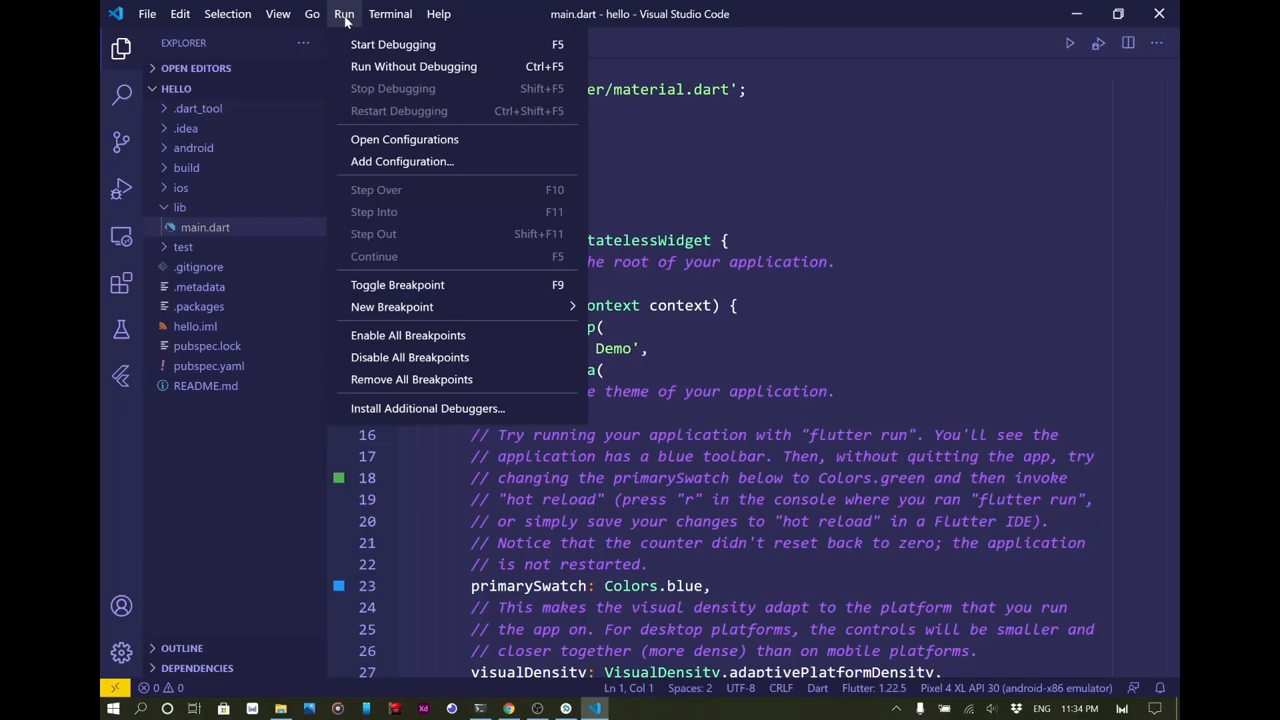 File Edit Selection View Go Run Terminal Help main.dart - hello - Visual Studio Code
EXPLORER
OPEN EDITORS
HELLO
.dart_tool
.idea
android
build
ios
lib
main.dart
test
.gitignore
.metadata
.packages
hello.iml
pubspec.lock
pubspec.yaml
README.md
OUTLINE
DEPENDENCIES
Start Debugging F5
Run Without Debugging Ctrl+F5
Stop Debugging Shift+F5
Restart Debugging Ctrl+Shift+F5
Open Configurations
Add Configuration...
Step Over F10
Step Into F11
Step Out Shift+F11
Continue F5
Toggle Breakpoint F9
New Breakpoint
Enable All Breakpoints
Disable All Breakpoints
Remove All Breakpoints
Install Additional Debuggers...
er/material.dart';
tatelessWidget {
he root of your application.
ontext context) {
p(
Demo',
a(
e theme of your application.
16 // Try running your application with "flutter run". You'll see the
17 // application has a blue toolbar. Then, without quitting the app, try
18 // changing the primarySwatch below to Colors.green and then invoke
19 // "hot reload" (press "r" in the console where you ran "flutter run",
20 // or simply save your changes to "hot reload" in a Flutter IDE).
21 // Notice that the counter didn't reset back to zero; the application
22 // is not restarted.
23 primarySwatch: Colors.blue,
24 // This makes the visual density adapt to the platform that you run
25 // the app on. For desktop platforms, the controls will be smaller and
26 // closer together (more dense) than on mobile platforms.
27 visualDensity: VisualDensity.adaptivePlatformDensity,
0 0 Ln 1, Col 1 Spaces: 2 UTF-8 CRLF Dart Flutter: 1.22.5 Pixel 4 XL API 30 (android-x86 emulator)
Xd 11:34 PM